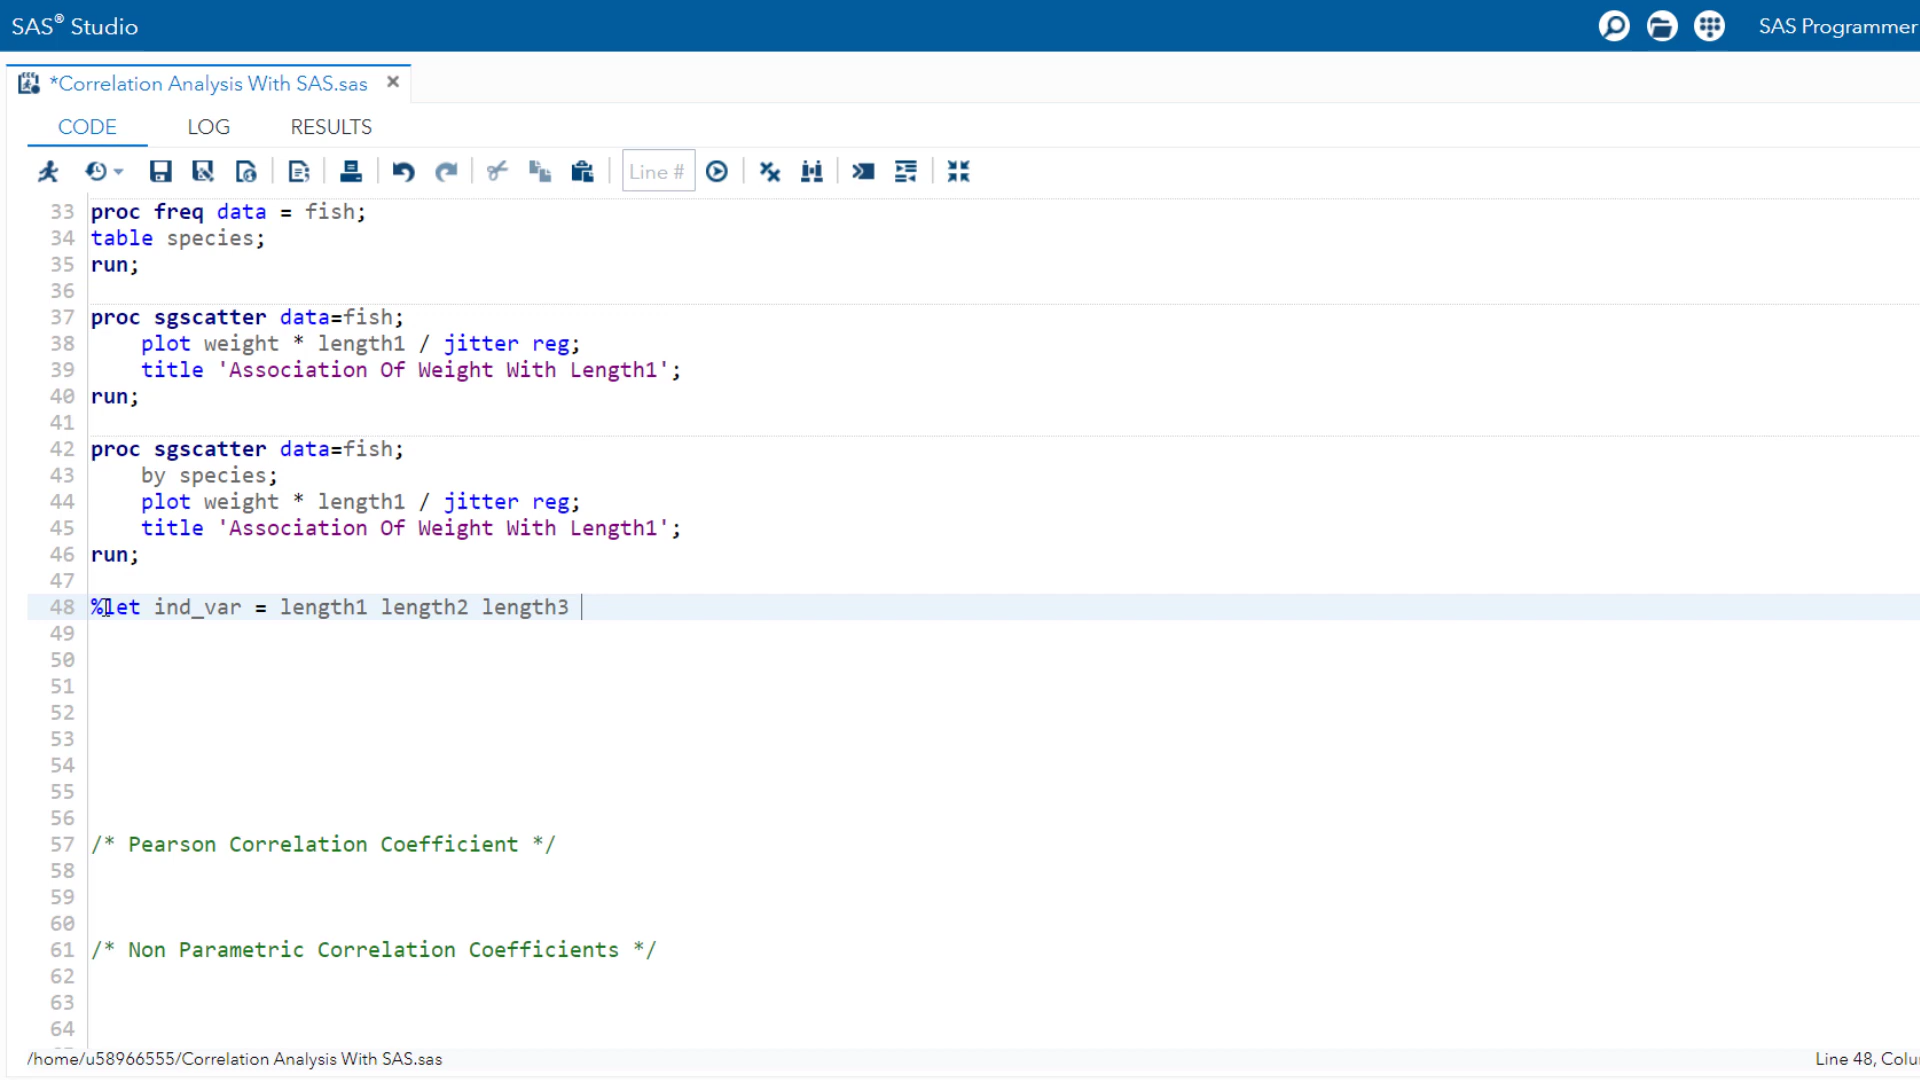 SAS® Studio
SAS Programmer
*Correlation Analysis With SAS.sas
CODE LOG RESULTS
Line #
33 proc freq data = fish;
34 table species;
35 run;
36
37 proc sgscatter data=fish;
38 plot weight * length1 / jitter reg;
39 title 'Association Of Weight With Length1';
40 run;
41
42 proc sgscatter data=fish;
43 by species;
44 plot weight * length1 / jitter reg;
45 title 'Association Of Weight With Length1';
46 run;
47
48 %let ind_var = length1 length2 length3
49
50
51
52
53
54
55
56
57 /* Pearson Correlation Coefficient */
58
59
60
61 /* Non Parametric Correlation Coefficients */
62
63
64
/home/u58966555/Correlation Analysis With SAS.sas
Line 48, Colu